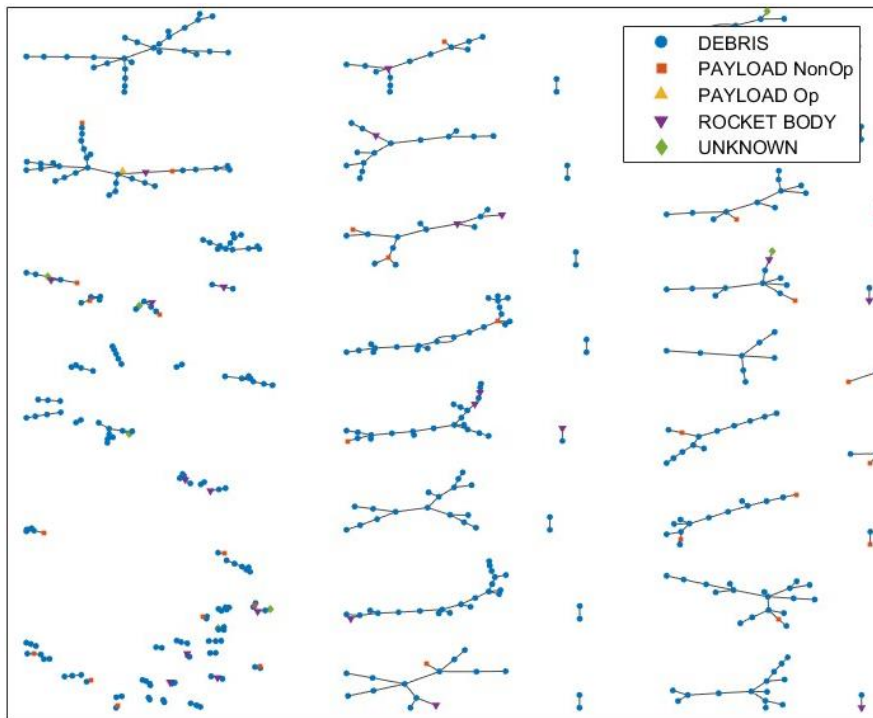 DEBRIS
PAYLOAD NonOp
PAYLOAD Op
ROCKET BODY
UNKNOWN